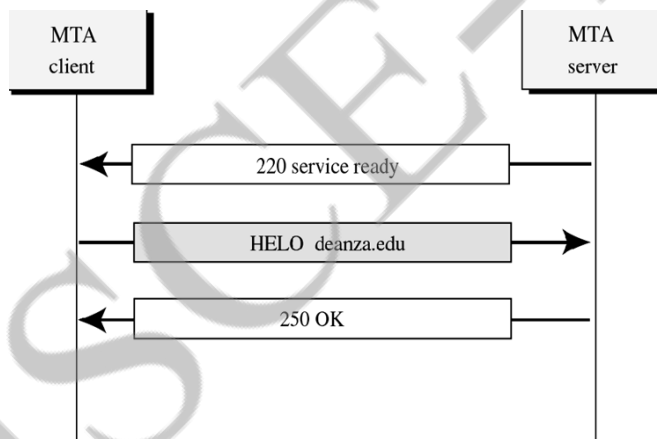 MTA
client
MTA
server
220 service ready
HELO deanza.edu
250 OK